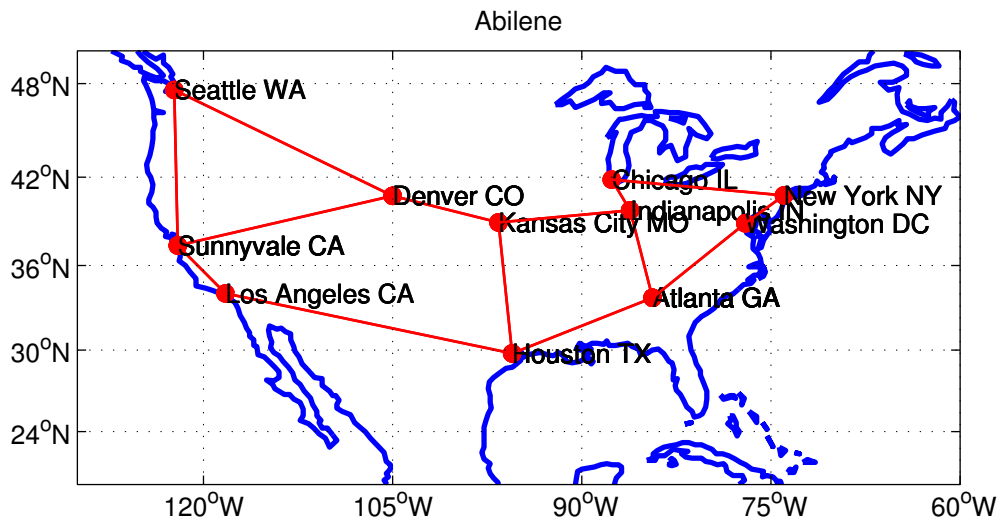 Abilene
48°N
Seattle WA
42°N
Chicago IL
Denver CO
New York NY
Indianapolis IN
Kansas City MO
Washington DC
Sunnyvale CA
36°N
Los Angeles CA
Atlanta GA
30°N
Houston TX
24°N
120°W
105°W
90°W
75°W
60°W